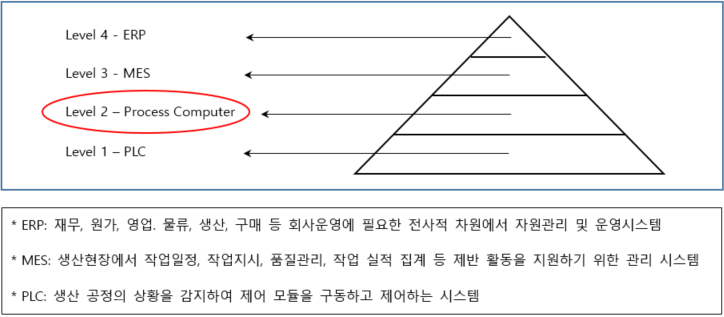 Level 4 - ERP
Level 3 - MES
Level 2 – Process Computer
Level 1 – PLC
* ERP: 재무, 원가, 영업. 물류, 생산, 구매 등 회사운영에 필요한 전사적 차원에서 자원관리 및 운영시스템
* MES: 생산현장에서 작업일정, 작업지시, 품질관리, 작업 실적 집계 등 제반 활동을 지원하기 위한 관리 시스템
* PLC: 생산 공정의 상황을 감지하여 제어 모듈을 구동하고 제어하는 시스템